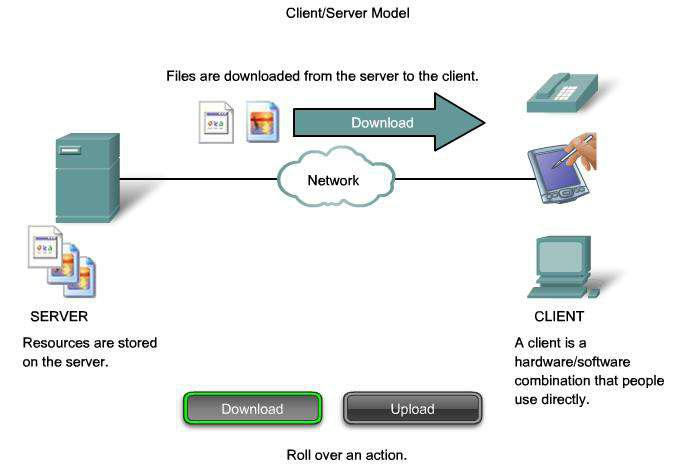 Client/Server Model
Files are downloaded from the server to the client.
Download
Network
SERVER
Resources are stored
on the server.
CLIENT
A client is a
hardware/software
combination that people
use directly.
Download
Upload
Roll over an action.